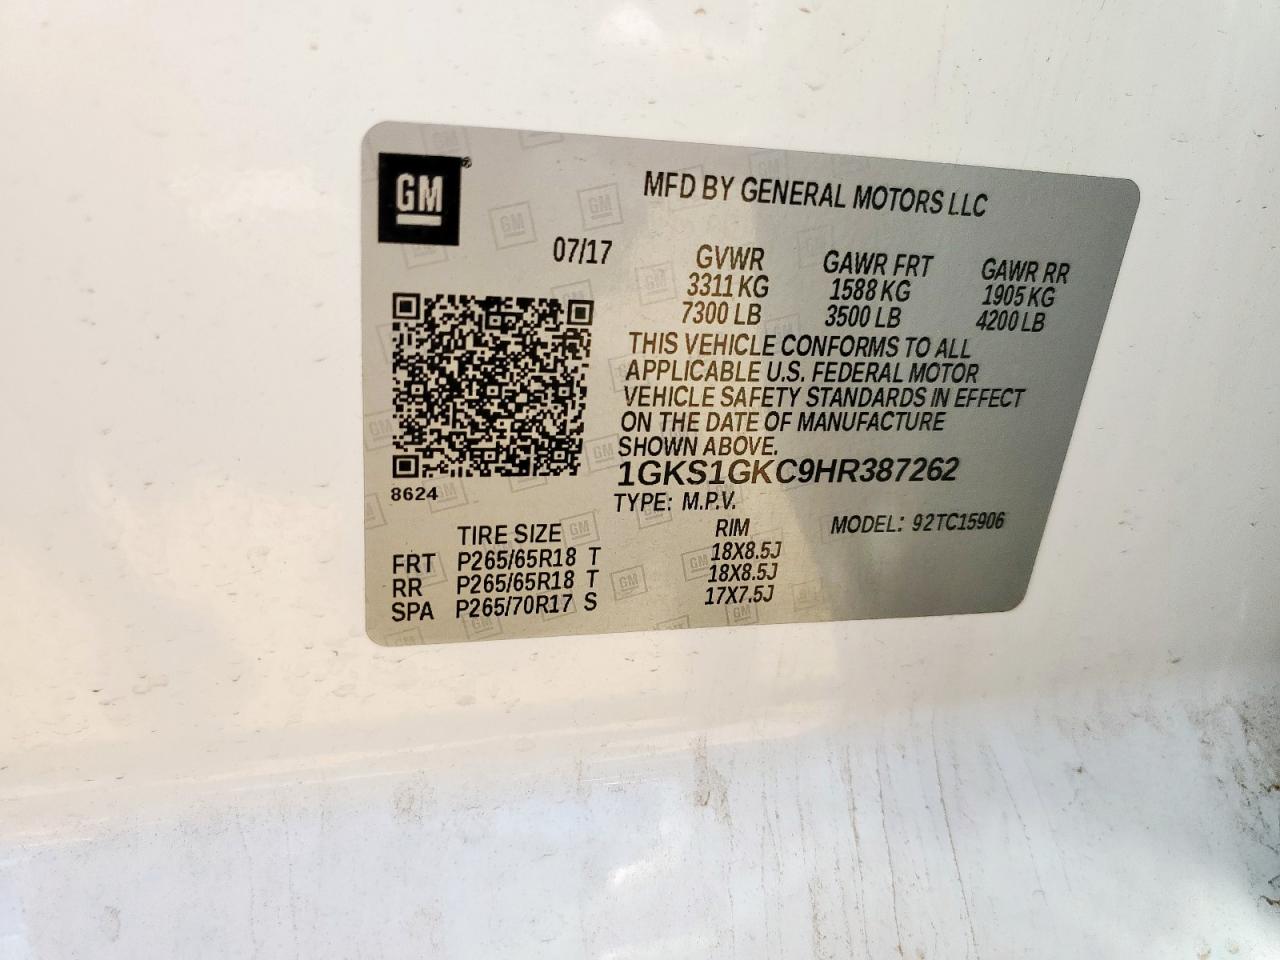 GM
MFD BY GENERAL MOTORS LLC
07/17
GVWR GAWR FRT GAWR RR
3311 KG 1588 KG 1905 KG
7300 LB 3500 LB 4200 LB
THIS VEHICLE CONFORMS TO ALL
APPLICABLE U.S. FEDERAL MOTOR
VEHICLE SAFETY STANDARDS IN EFFECT
ON THE DATE OF MANUFACTURE
SHOWN ABOVE.
1GKS1GKC9HR387262
8624
TYPE: M.P.V.
MODEL: 92TC15906
TIRE SIZE RIM
FRT P265/65R18 T 18X8.5J
RR P265/65R18 T 18X8.5J
SPA P265/70R17 S 17X7.5J